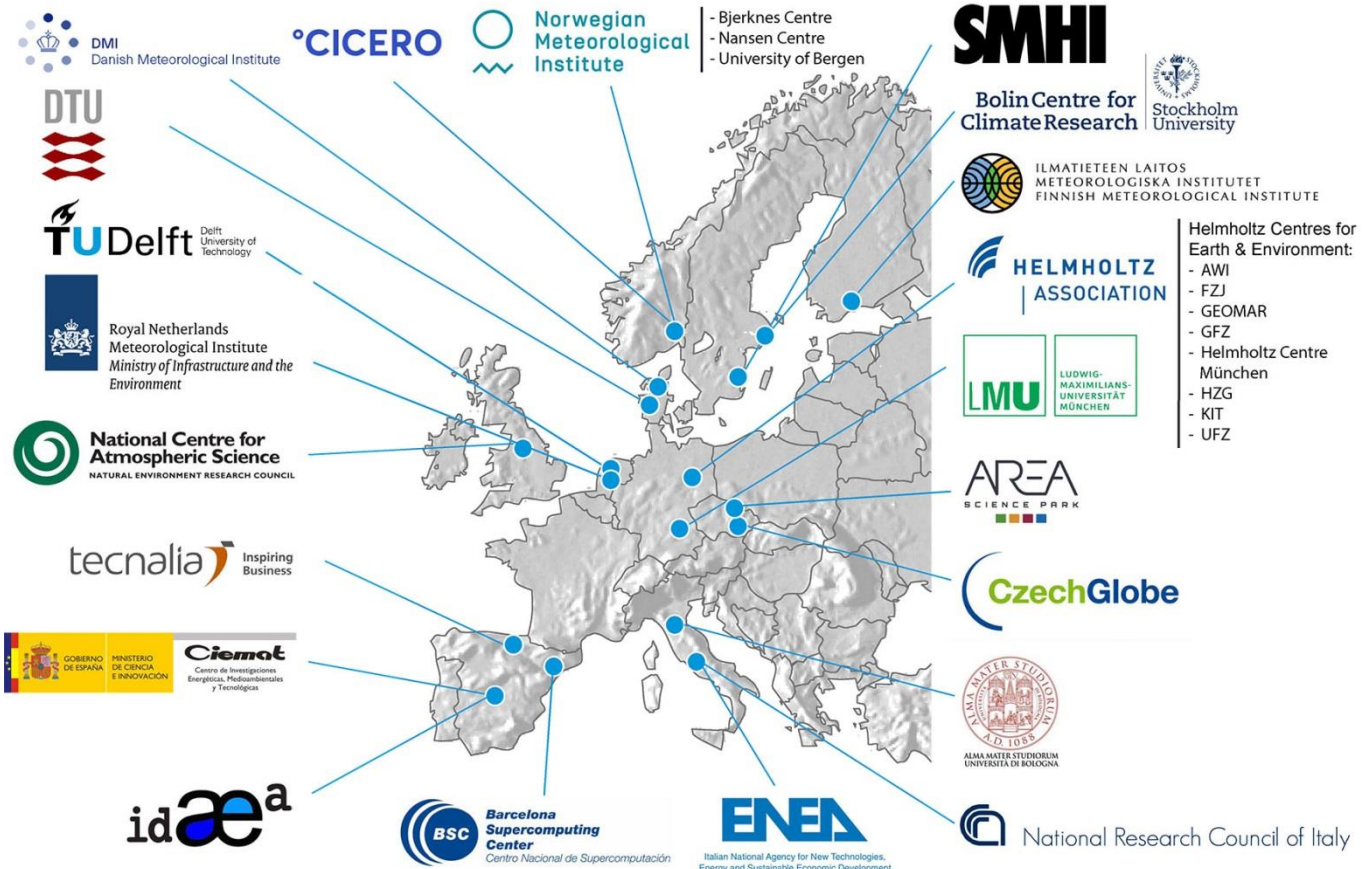 DMI
Danish Meteorological Institute
°CICERO
Norwegian
Meteorological
Institute
- Bjerknes Centre
- Nansen Centre
- University of Bergen
SMHI
Bolin Centre for
Climate Research
Stockholm
University
DTU
ILMATIETEEN LAITOS
METEOROLOGISKA INSTITUTET
FINNISH METEOROLOGICAL INSTITUTE
TUDelft
Delft
University of
Technology
HELMHOLTZ
ASSOCIATION
Helmholtz Centres for
Earth & Environment:
- AWI
- FZJ
- GEOMAR
- GFZ
- Helmholtz Centre
München
- HZG
- KIT
- UFZ
Royal Netherlands
Meteorological Institute
Ministry of Infrastructure and the
Environment
LMU
LUDWIG-
MAXIMILIANS-
UNIVERSITÄT
MÜNCHEN
National Centre for
Atmospheric Science
NATURAL ENVIRONMENT RESEARCH COUNCIL
AREA
SCIENCE PARK
tecnalia
Inspiring
Business
CzechGlobe
GOBIERNO
DE ESPAÑA
MINISTERIO
DE CIENCIA
E INNOVACIÓN
Ciemat
Centro de Investigaciones
Energéticas, Medioambientales
y Tecnológicas
ALMA MATER STUDIORUM
A.D. 1088
ALMA MATER STUDIORUM
UNIVERSITÀ DI BOLOGNA
idæa
BSC
Barcelona
Supercomputing
Center
Centro Nacional de Supercomputación
ENEA
Italian National Agency for New Technologies,
Energy and Sustainable Economic Development
National Research Council of Italy